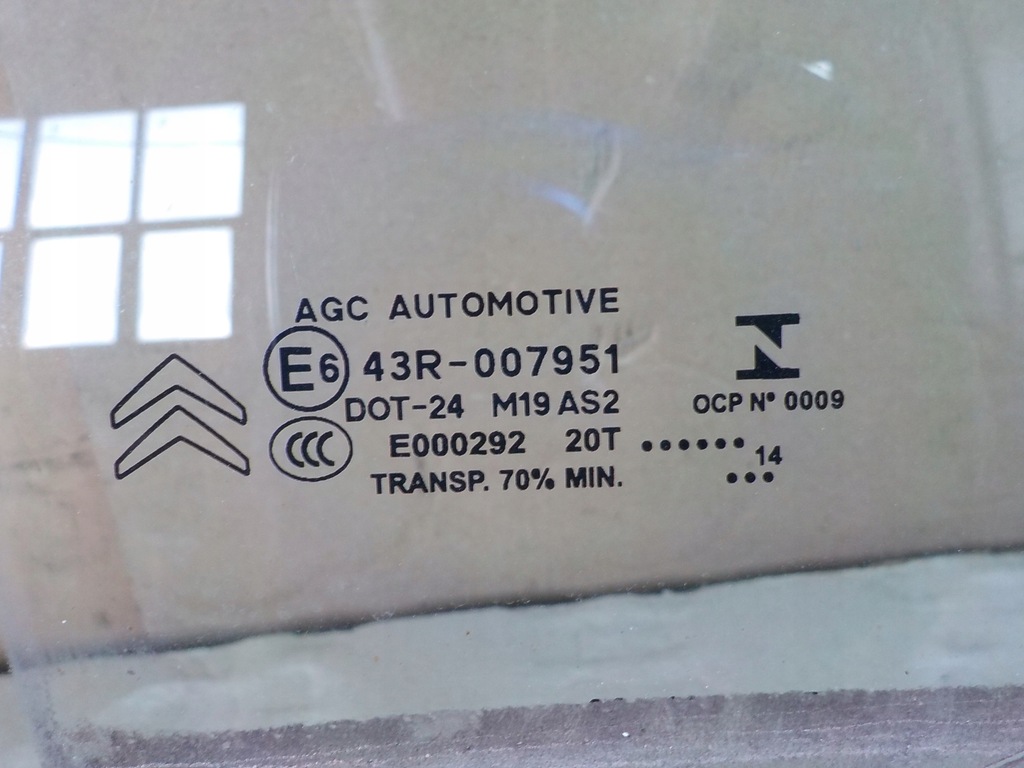 AGC AUTOMOTIVE
E6 43R-007951
DOT-24 M19 AS2
OCP Nº 0009
CCC E000292 20T ••••••14
•••
TRANSP. 70% MIN.